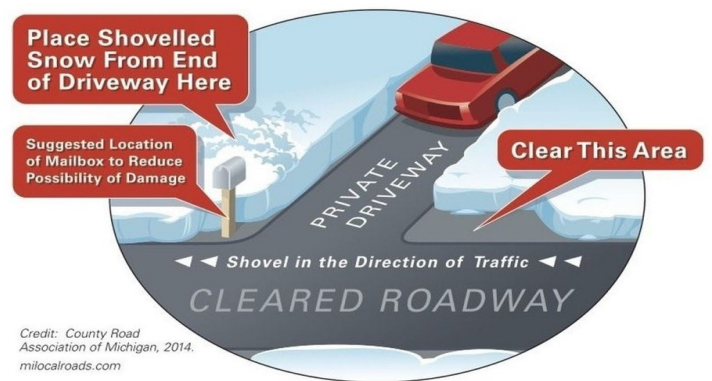 Place Shovelled
Snow From End
of Driveway Here
Suggested Location
of Mailbox to Reduce
Possibility of Damage
Clear This Area
PRIVATE
DRIVEWAY
Shovel in the Direction of Traffic
CLEARED ROADWAY
Credit: County Road
Association of Michigan, 2014.
milocalroads.com